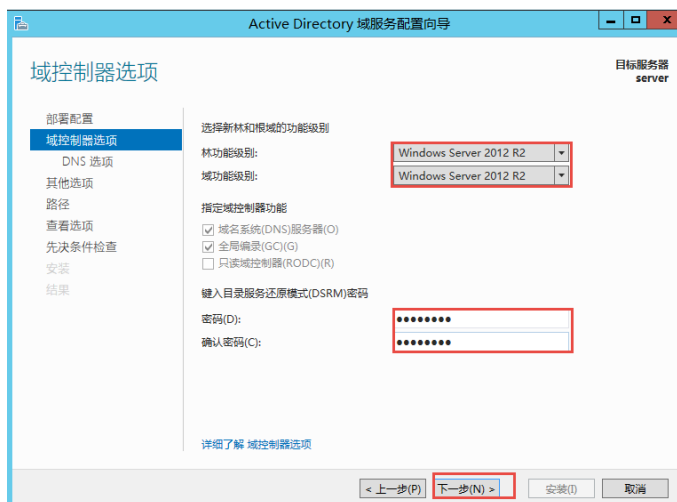 Active Directory 域服务配置向导
域控制器选项
目标服务器
server
部署配置
域控制器选项
DNS 选项
其他选项
路径
查看选项
先决条件检查
安装
结果
选择新林和根域的功能级别
林功能级别: Windows Server 2012 R2
域功能级别: Windows Server 2012 R2
指定域控制器功能
域名系统(DNS)服务器(O)
全局编录(GC)(G)
只读域控制器(RODC)(R)
键入目录服务还原模式(DSRM)密码
密码(D): ●●●●●●●●
确认密码(C): ●●●●●●●●
详细了解 域控制器选项
< 上一步(P) 下一步(N) > 安装(I) 取消